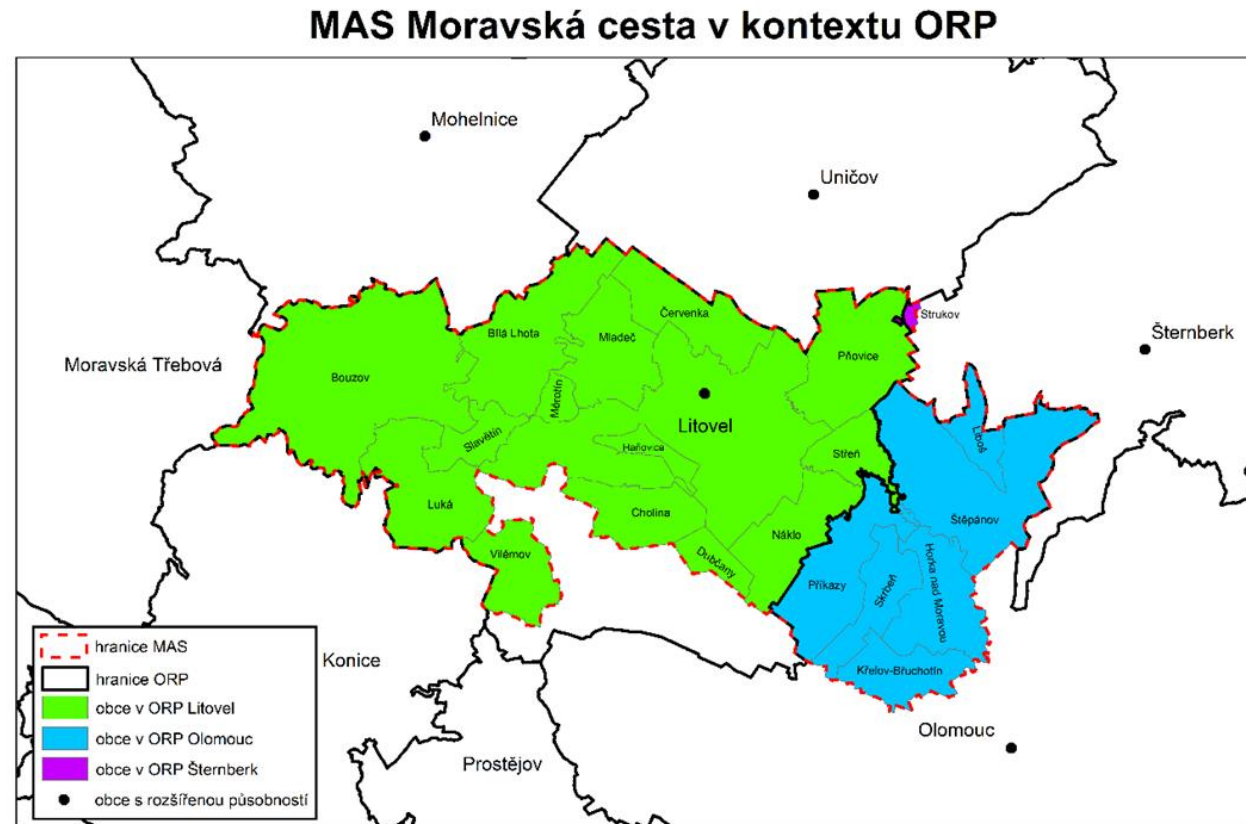 MAS Moravská cesta v kontextu ORP
Mohelnice
Uničov
Strukov
Šternberk
Červenka
Bílá Lhota
Mladeč
Pňovice
Moravská Třebová
Bouzov
Měrotín
Litovel
Slavětín
Haňovice
Střeň
Liboš
Luká
Cholina
Štěpánov
Náklo
Vilémov
Dubčany
Příkazy
Skrbeň
Horka nad Moravou
Křelov-Břuchotín
Konice
Olomouc
Prostějov
hranice MAS
hranice ORP
obce v ORP Litovel
obce v ORP Olomouc
obce v ORP Šternberk
obce s rozšířenou působností